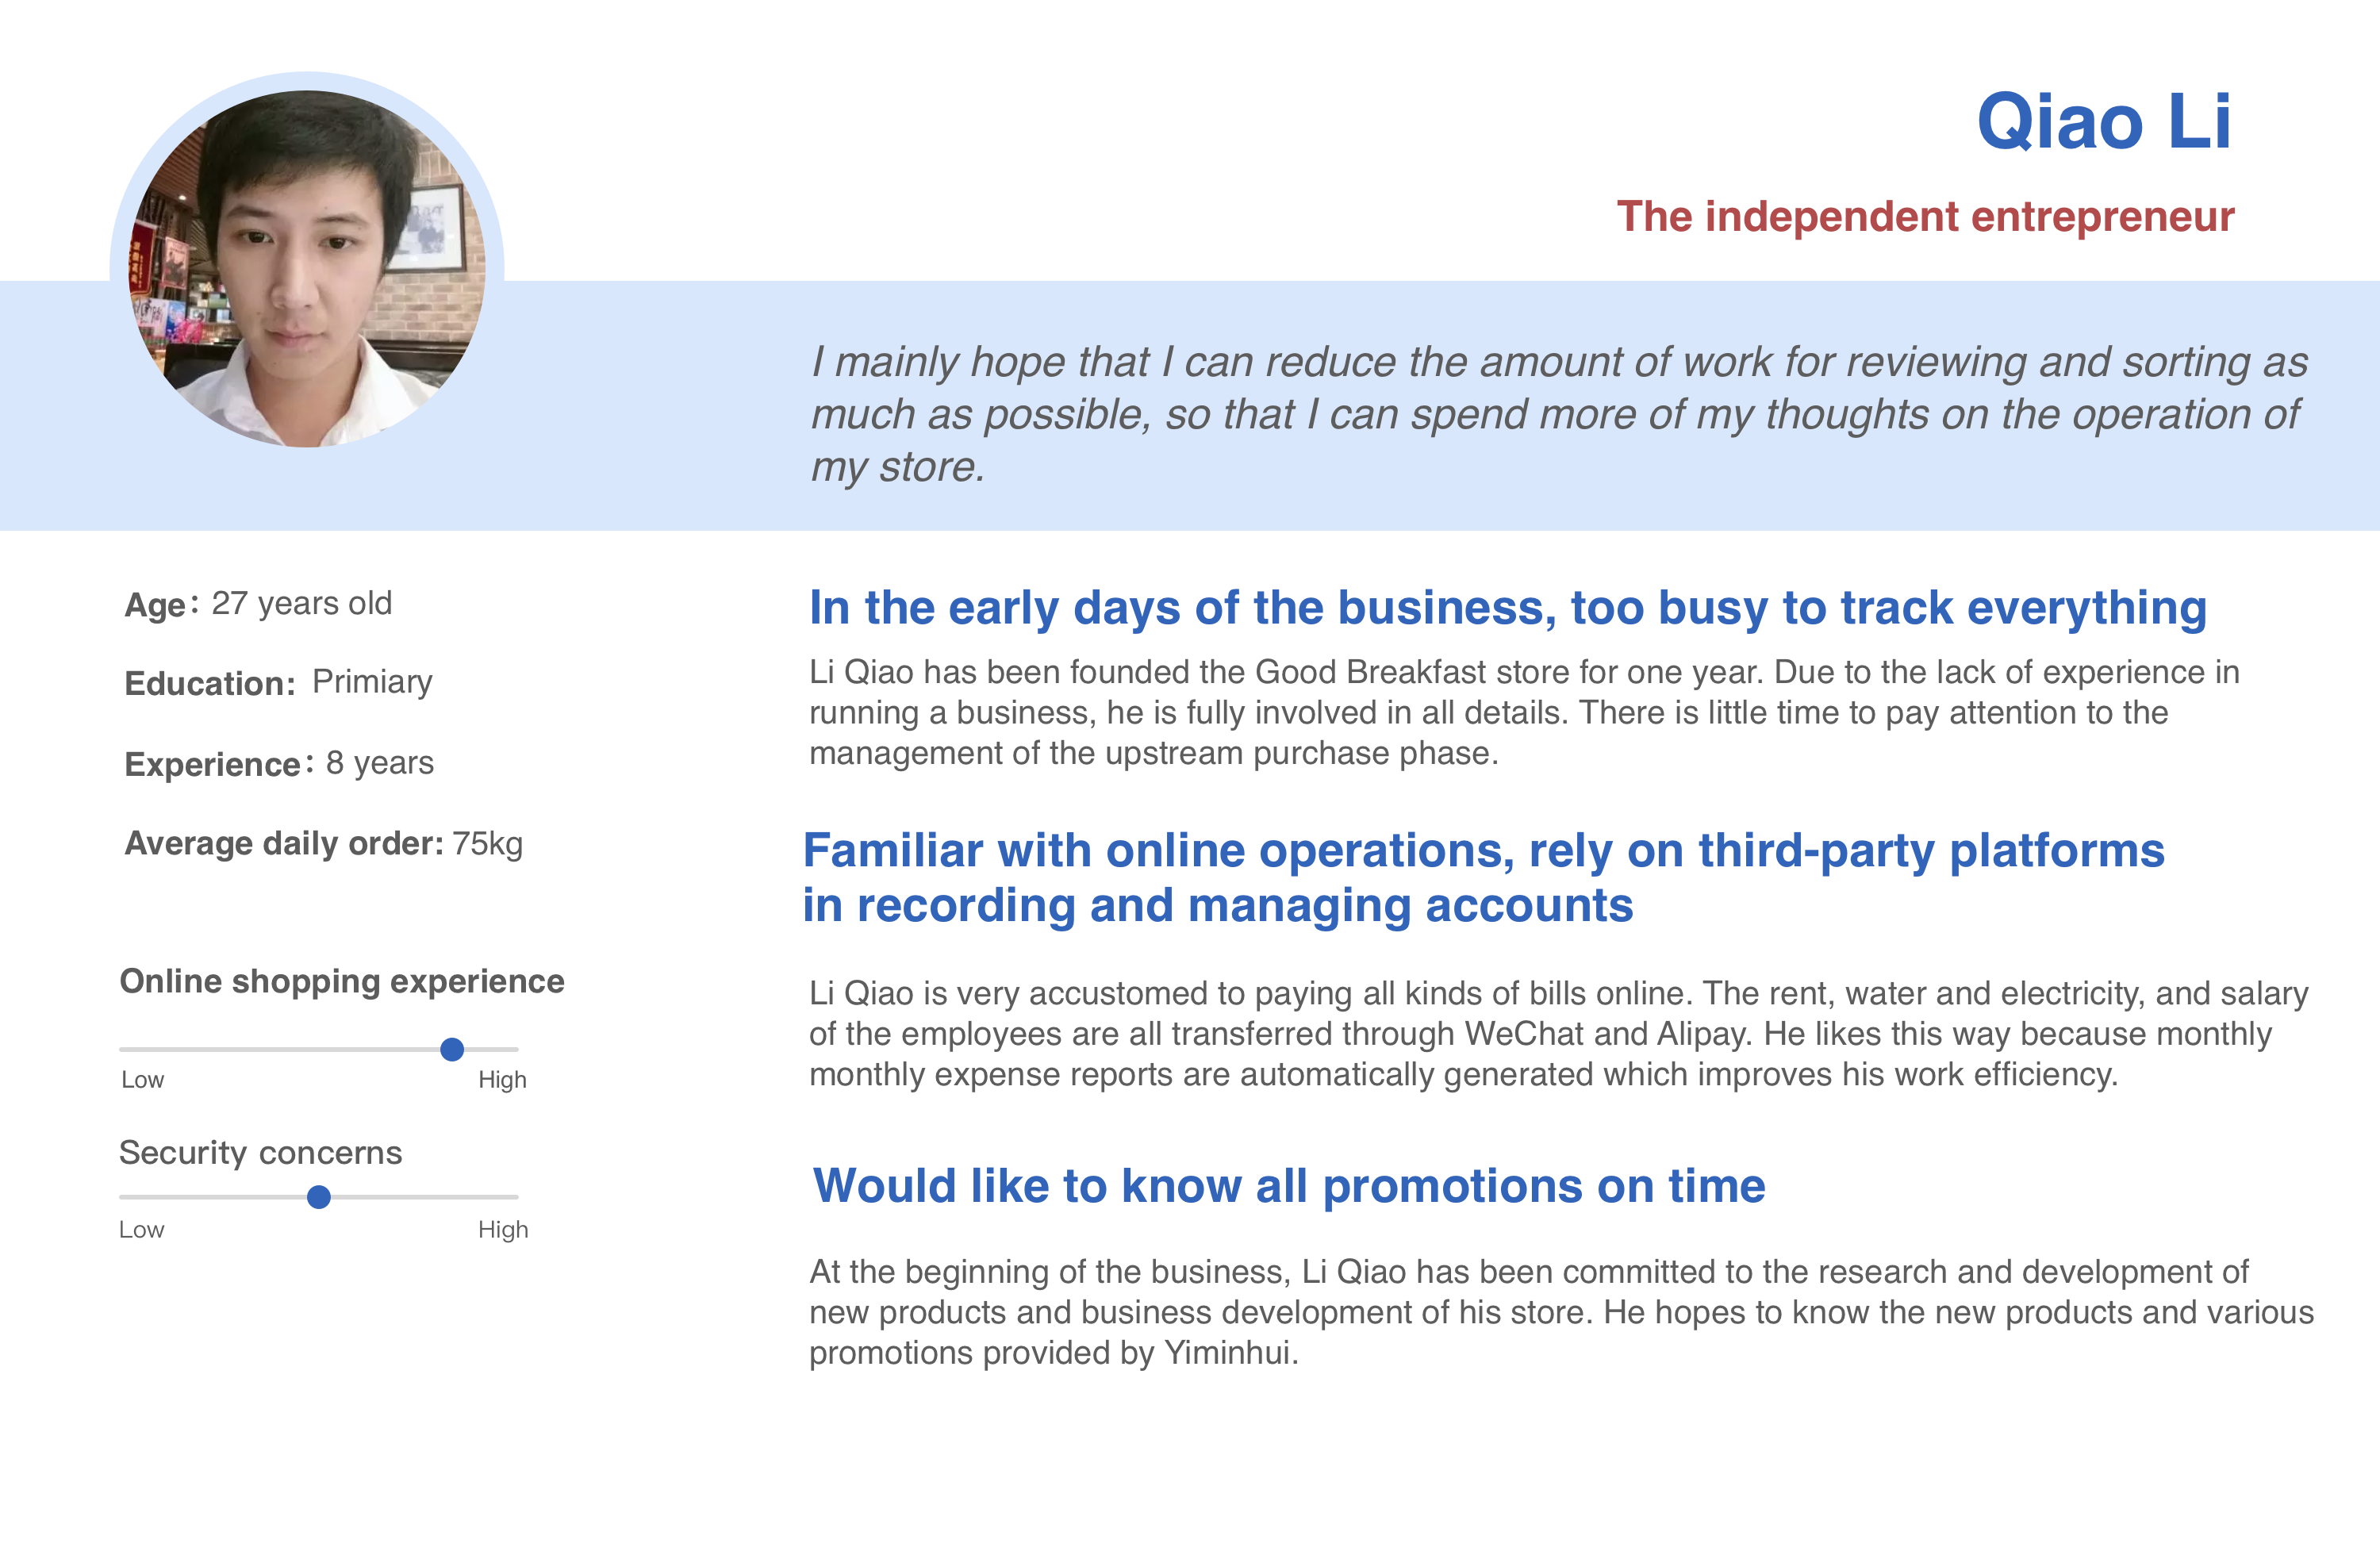 Qiao Li
The independent entrepreneur
I mainly hope that I can reduce the amount of work for reviewing and sorting as
much as possible, so that I can spend more of my thoughts on the operation of
my store.
Age: 27 years old
Education: Primiary
Experience: 8 years
Average daily order: 75kg
Online shopping experience
Low High
Security concerns
Low High
In the early days of the business, too busy to track everything
Li Qiao has been founded the Good Breakfast store for one year. Due to the lack of experience in
running a business, he is fully involved in all details. There is little time to pay attention to the
management of the upstream purchase phase.
Familiar with online operations, rely on third-party platforms
in recording and managing accounts
Li Qiao is very accustomed to paying all kinds of bills online. The rent, water and electricity, and salary
of the employees are all transferred through WeChat and Alipay. He likes this way because monthly
monthly expense reports are automatically generated which improves his work efficiency.
Would like to know all promotions on time
At the beginning of the business, Li Qiao has been committed to the research and development of
new products and business development of his store. He hopes to know the new products and various
promotions provided by Yiminhui.